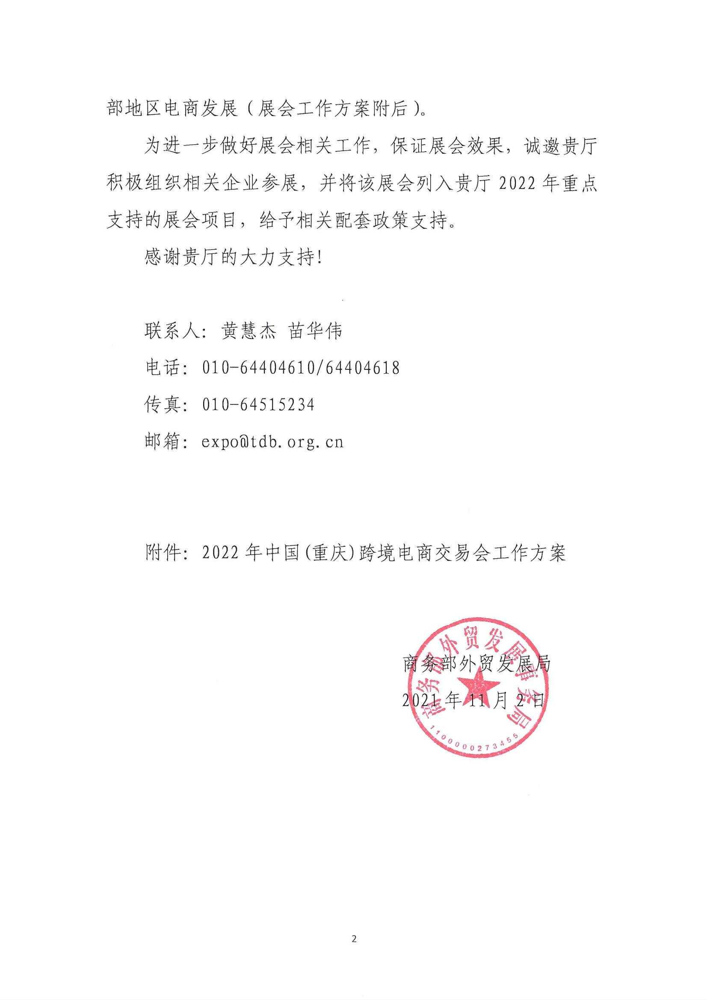 部地区电商发展（展会工作方案附后）。
为进一步做好展会相关工作，保证展会效果，诚邀贵厅
积极组织相关企业参展，并将该展会列入贵厅 2022 年重点
支持的展会项目，给予相关配套政策支持。
感谢贵厅的大力支持！
联系人：黄慧杰 苗华伟
电话：010-64404610/64404618
传真：010-64515234
邮箱：expo@tdb.org.cn
附件：2022 年中国(重庆)跨境电商交易会工作方案
商务部外贸发展局
2021 年 11 月 2 日
商务部外贸发展事务局
1100000273455
2